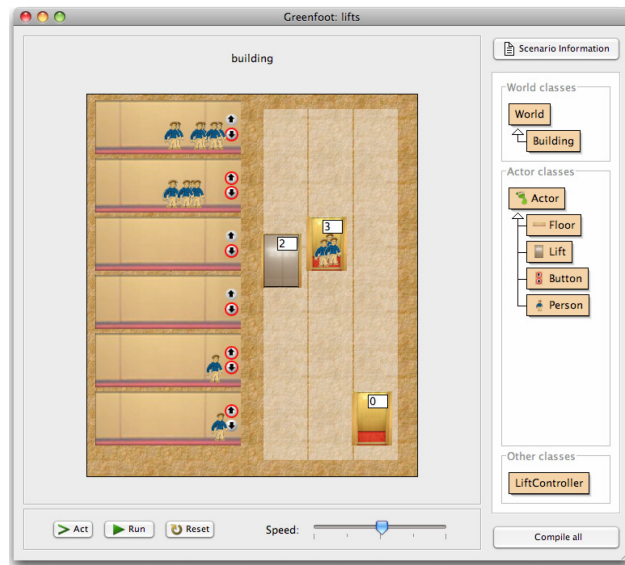 Greenfoot: lifts
building
Scenario Information
World classes
World
Building
Actor classes
Actor
Floor
Lift
Button
Person
3
2
0
Other classes
LiftController
Act
Run
Reset
Speed:
Compile all